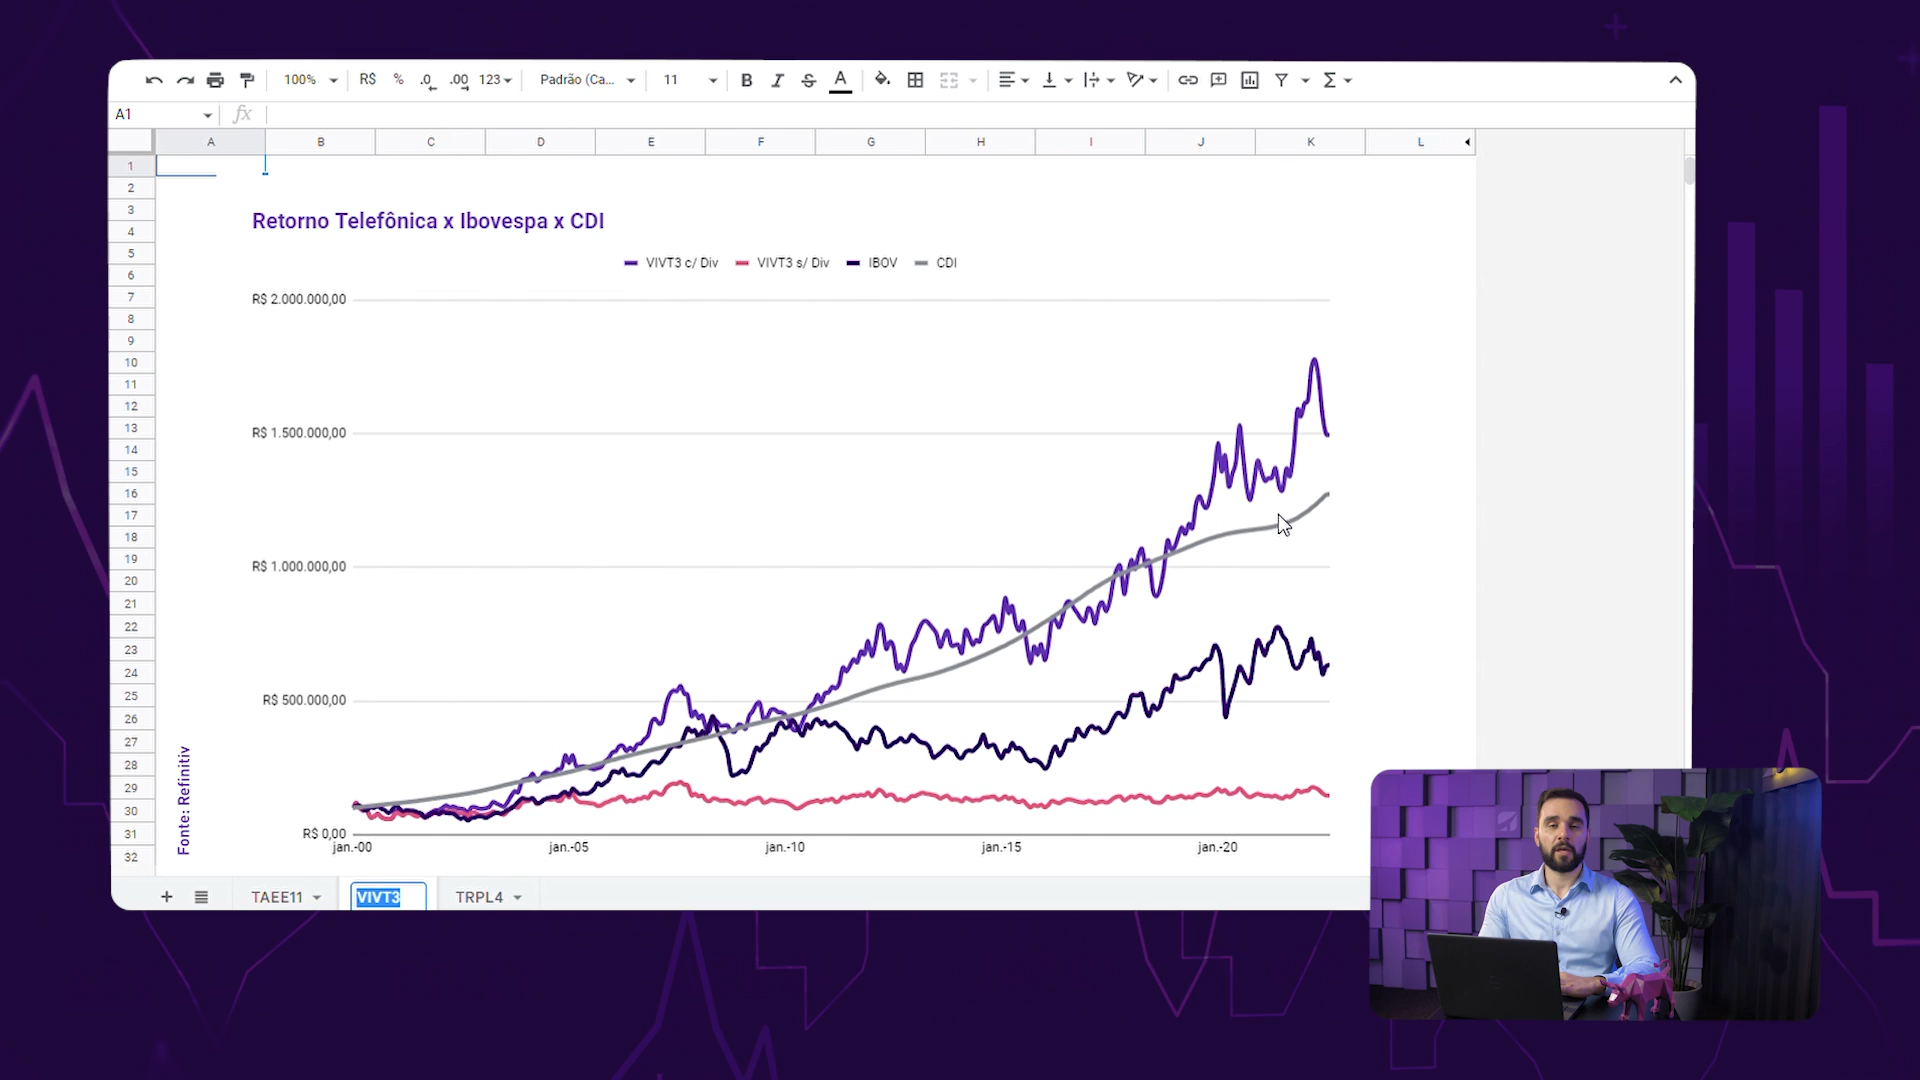 100% R$ % .0 .00 123 Padrão (Ca... 11 B I S A
A1 fx
A B C D E F G H I J K L
1
2
3
4
5
6
7
8
9
10
11
12
13
14
15
16
17
18
19
20
21
22
23
24
25
26
27
28
29
30
31
32
Retorno Telefônica x Ibovespa x CDI
VIVT3 c/ Div VIVT3 s/ Div IBOV CDI
R$ 2.000.000,00
R$ 1.500.000,00
R$ 1.000.000,00
R$ 500.000,00
R$ 0,00
jan.-00 jan.-05 jan.-10 jan.-15 jan.-20
Fonte: Refinitiv
TAEE11 VIVT3 TRPL4